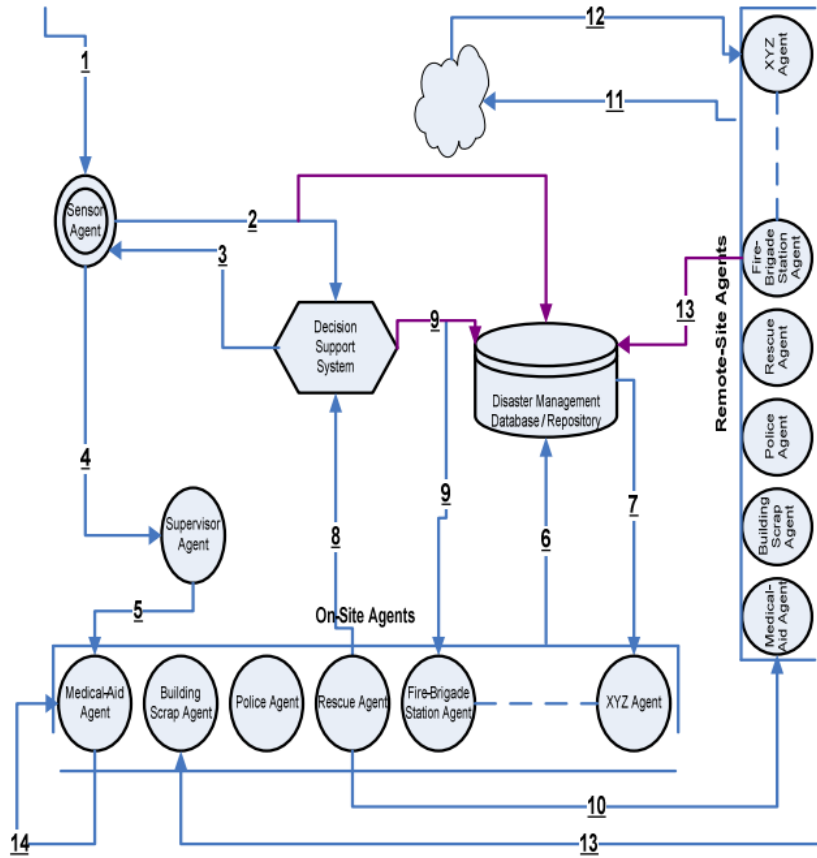 1
12
XYZ
Agent
11
Sensor
Agent
2
3
Fire-
Brigade
Station
Agent
Decision
Support
System
9
13
Disaster Management
Database / Repository
Rescue
Agent
Remote-Site Agents
Police
Agent
4
9
7
Supervisor
Agent
8
6
Building
Scrap
Agent
5
On-Site Agents
Medical-
Aid Agent
Medical-Aid
Agent
Building
Scrap Agent
Police Agent
Rescue Agent
Fire-Brigade
Station Agent
XYZ Agent
10
14
13